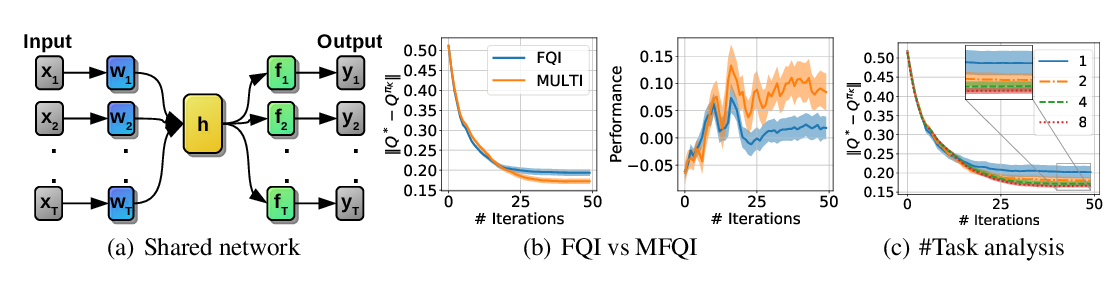 Input
Output
x1
w1
f1
y1
x2
w2
h
f2
y2
. . . .
. . . .
xT
wT
fT
yT
(a) Shared network
‖Q* − Q^πK‖
0.50
0.45
0.40
0.35
0.30
0.25
0.20
0.15
FQI
MULTI
0
25
50
# Iterations
Performance
0.15
0.10
0.05
0.00
−0.05
0
25
50
# Iterations
(b) FQI vs MFQI
‖Q* − Q^πK‖
0.50
0.45
0.40
0.35
0.30
0.25
0.20
0.15
1
2
4
8
0
25
50
# Iterations
(c) #Task analysis